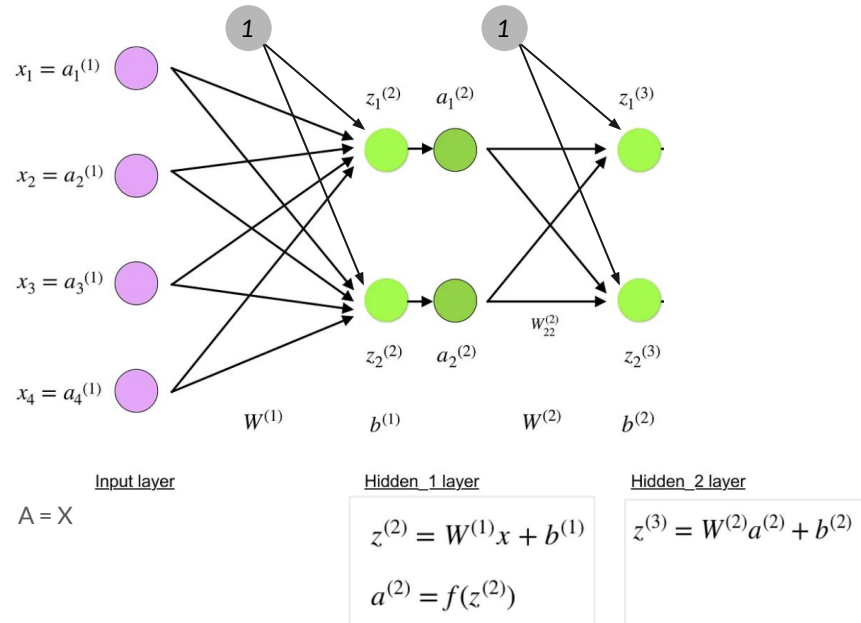 1
1
x₁ = a₁⁽¹⁾
z₁⁽²⁾ a₁⁽²⁾ z₁⁽³⁾
x₂ = a₂⁽¹⁾
x₃ = a₃⁽¹⁾
W₂₂⁽²⁾
z₂⁽²⁾ a₂⁽²⁾ z₂⁽³⁾
x₄ = a₄⁽¹⁾
W⁽¹⁾ b⁽¹⁾ W⁽²⁾ b⁽²⁾
Input layer Hidden_1 layer Hidden_2 layer
A = X
z⁽²⁾ = W⁽¹⁾x + b⁽¹⁾
a⁽²⁾ = f(z⁽²⁾)
z⁽³⁾ = W⁽²⁾a⁽²⁾ + b⁽²⁾